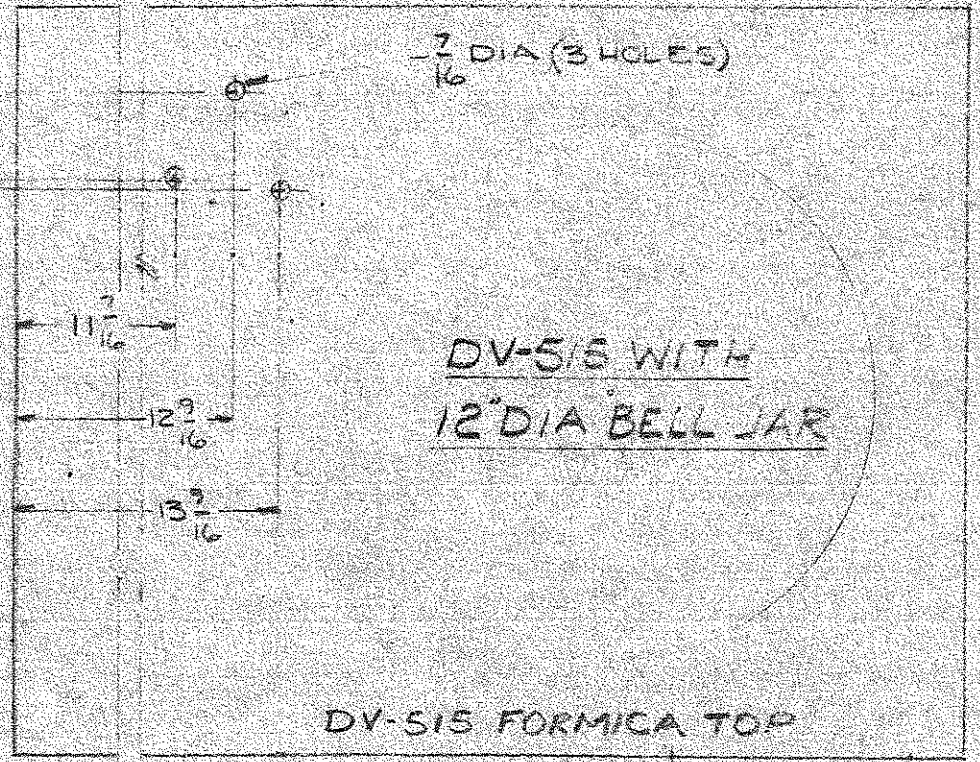 7/16 DIA (3 HOLES)
11 7/16
12 9/16
13 9/16
DV-515 WITH
12" DIA BELL JAR
DV-515 FORMICA TOP